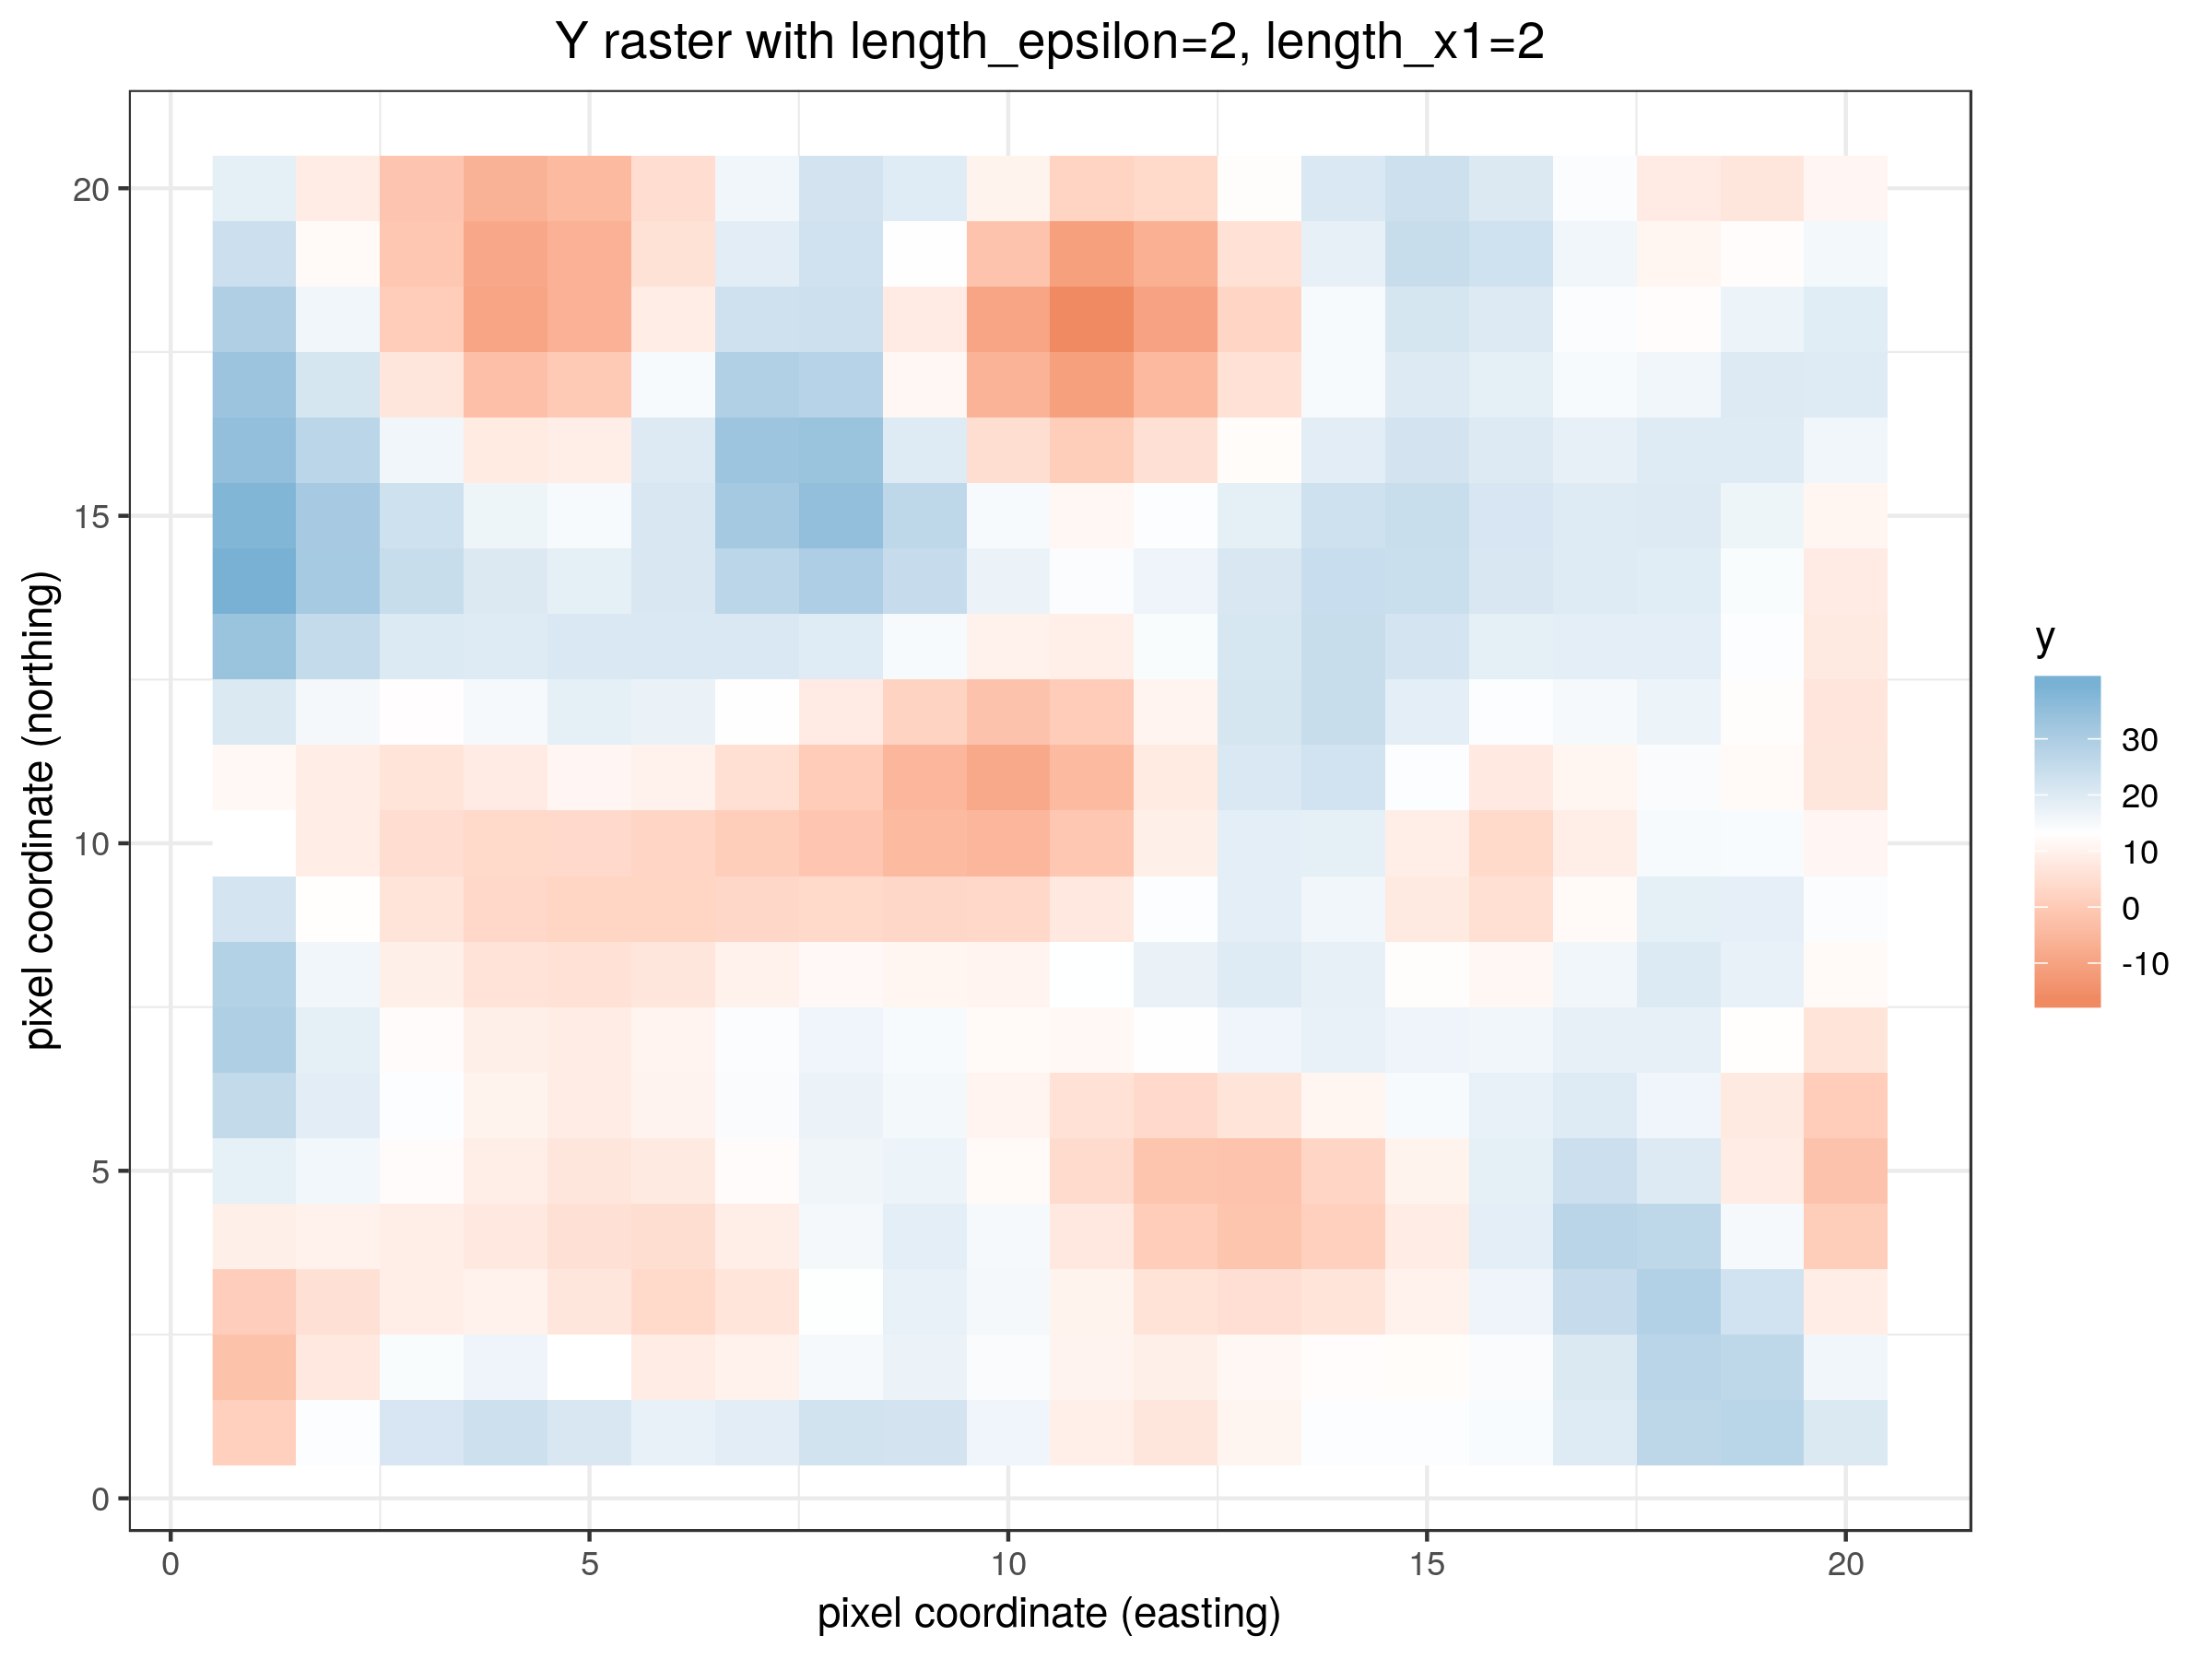 Y raster with length_epsilon=2, length_x1=2
pixel coordinate (northing)
20
15
10
5
0
0 5 10 15 20
pixel coordinate (easting)
y
30
20
10
0
-10